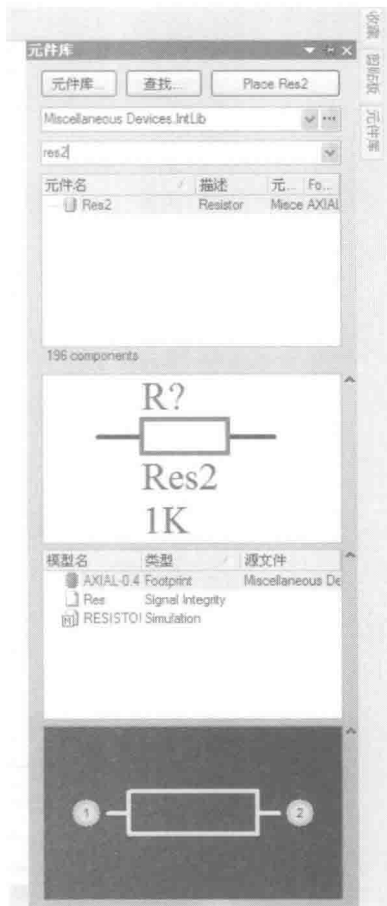 元件库
元件库... 查找... Place Res2
Miscellaneous Devices.IntLib ...
res2
元件名 描述 元... Fo...
Res2 Resistor Misce AXIAL
196 components
R?
Res2
1K
模型名 类型 源文件
AXIAL-0.4 Footprint Miscellaneous De
Res Signal Integrity
RESISTO Simulation
1 2
收藏
剪贴板
元件库